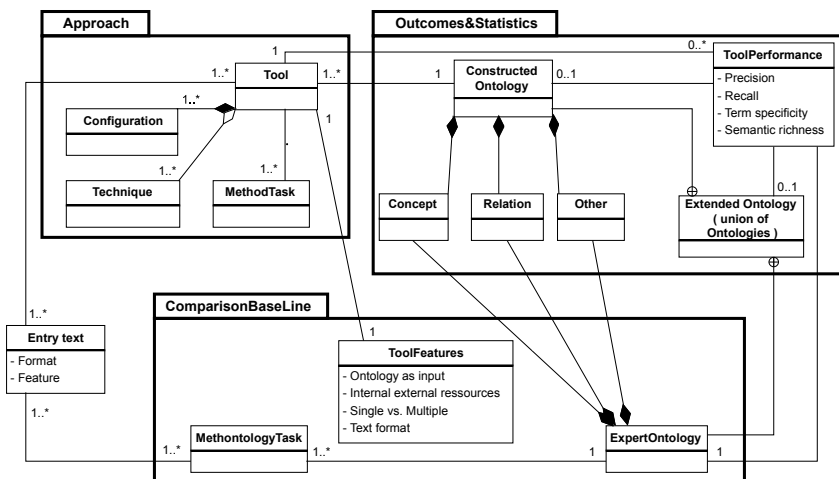 Approach
Outcomes&Statistics
1
0..*
ToolPerformance
- Precision
- Recall
- Term specificity
- Semantic richness
1..*
1..*
Tool
1..*
1
Constructed
Ontology
0..1
1..*
Configuration
1
1..*
1..*
Technique
MethodTask
Concept
Relation
Other
0..1
Extended Ontology
( union of
Ontologies )
ComparisonBaseLine
1..*
Entry text
- Format
- Feature
1..*
1
ToolFeatures
- Ontology as input
- Internal external ressources
- Single vs. Multiple
- Text format
1..*
MethontologyTask
1..*
1
ExpertOntology
1